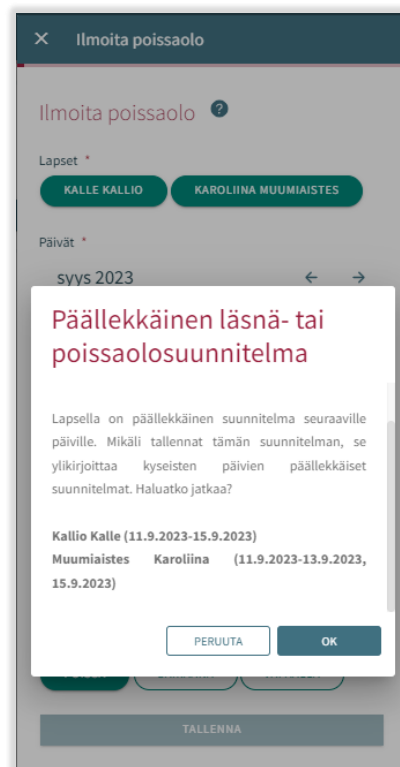 × Ilmoita poissaolo
Ilmoita poissaolo ?
Lapset *
KALLE KALLIO KAROLIINA MUUMIAISTES
Päivät *
syys 2023 ← →
Päällekkäinen läsnä- tai
poissaolosuunnitelma
Lapsella on päällekkäinen suunnitelma seuraaville
päiville. Mikäli tallennat tämän suunnitelman, se
ylikirjoittaa kyseisten päivien päällekkäiset
suunnitelmat. Haluatko jatkaa?
Kallio Kalle (11.9.2023-15.9.2023)
Muumiaistes Karoliina (11.9.2023-13.9.2023,
15.9.2023)
PERUUTA OK
TALLENNA